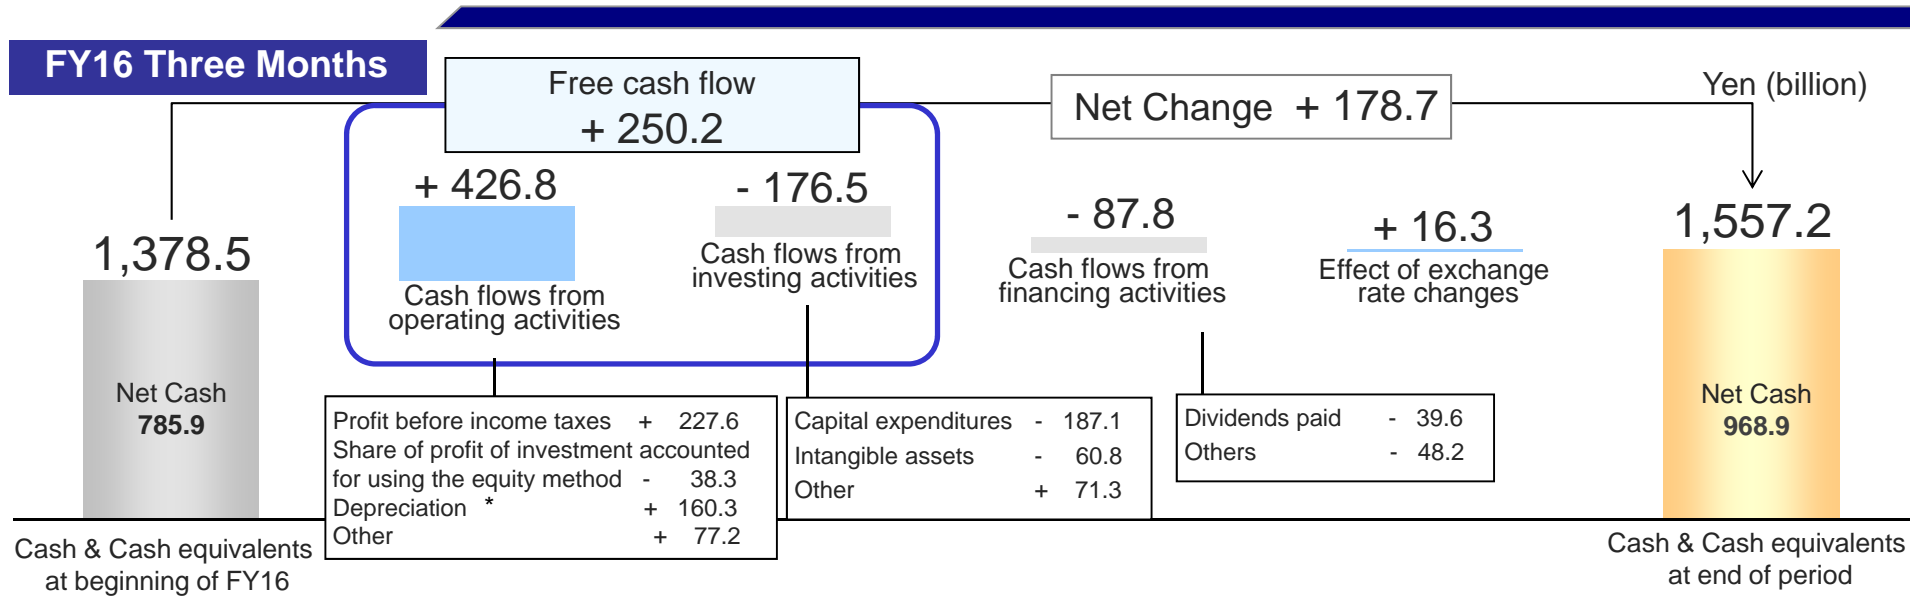 FY16 Three Months
Free cash flow
+ 250.2
Net Change + 178.7
Yen (billion)
1,378.5
Net Cash
785.9
Cash & Cash equivalents
at beginning of FY16
+ 426.8
Cash flows from
operating activities
- 176.5
Cash flows from
investing activities
- 87.8
Cash flows from
financing activities
+ 16.3
Effect of exchange
rate changes
1,557.2
Net Cash
968.9
Cash & Cash equivalents
at end of period
Profit before income taxes + 227.6
Share of profit of investment accounted
for using the equity method - 38.3
Depreciation * + 160.3
Other + 77.2
Capital expenditures - 187.1
Intangible assets - 60.8
Other + 71.3
Dividends paid - 39.6
Others - 48.2